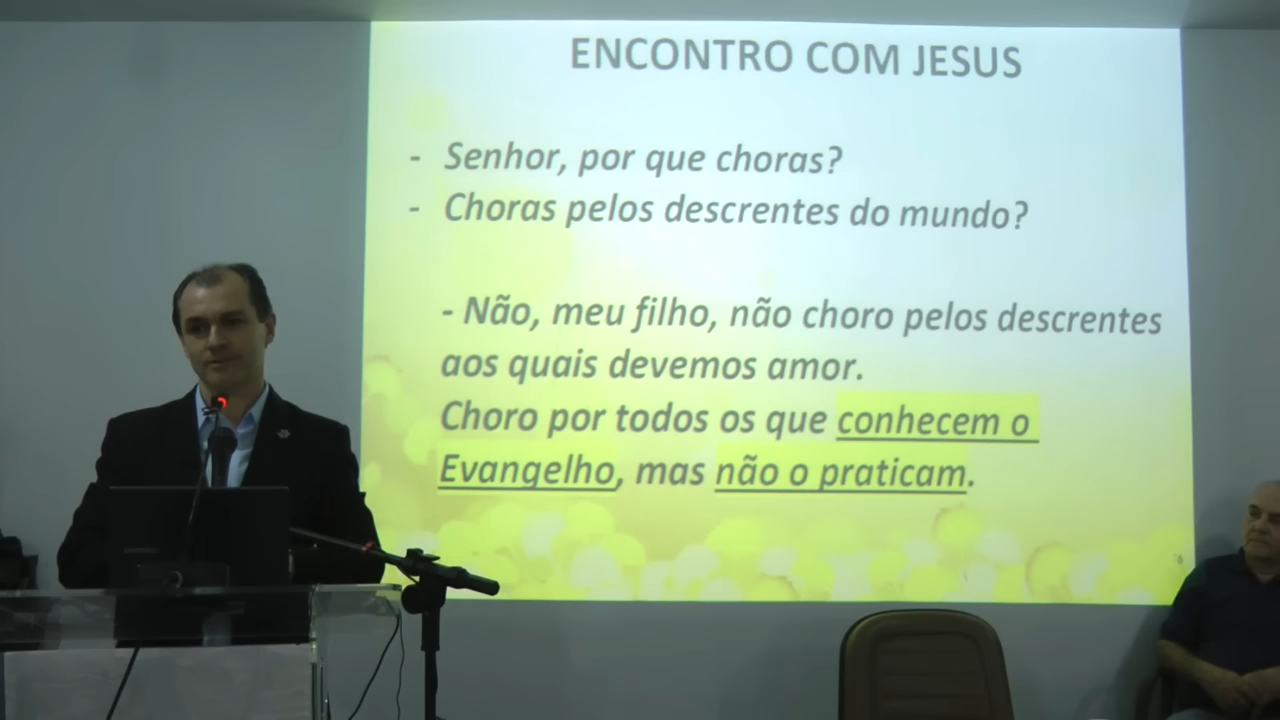 ENCONTRO COM JESUS
- Senhor, por que choras?
- Choras pelos descrentes do mundo?
- Não, meu filho, não choro pelos descrentes
aos quais devemos amor.
Choro por todos os que conhecem o
Evangelho, mas não o praticam.